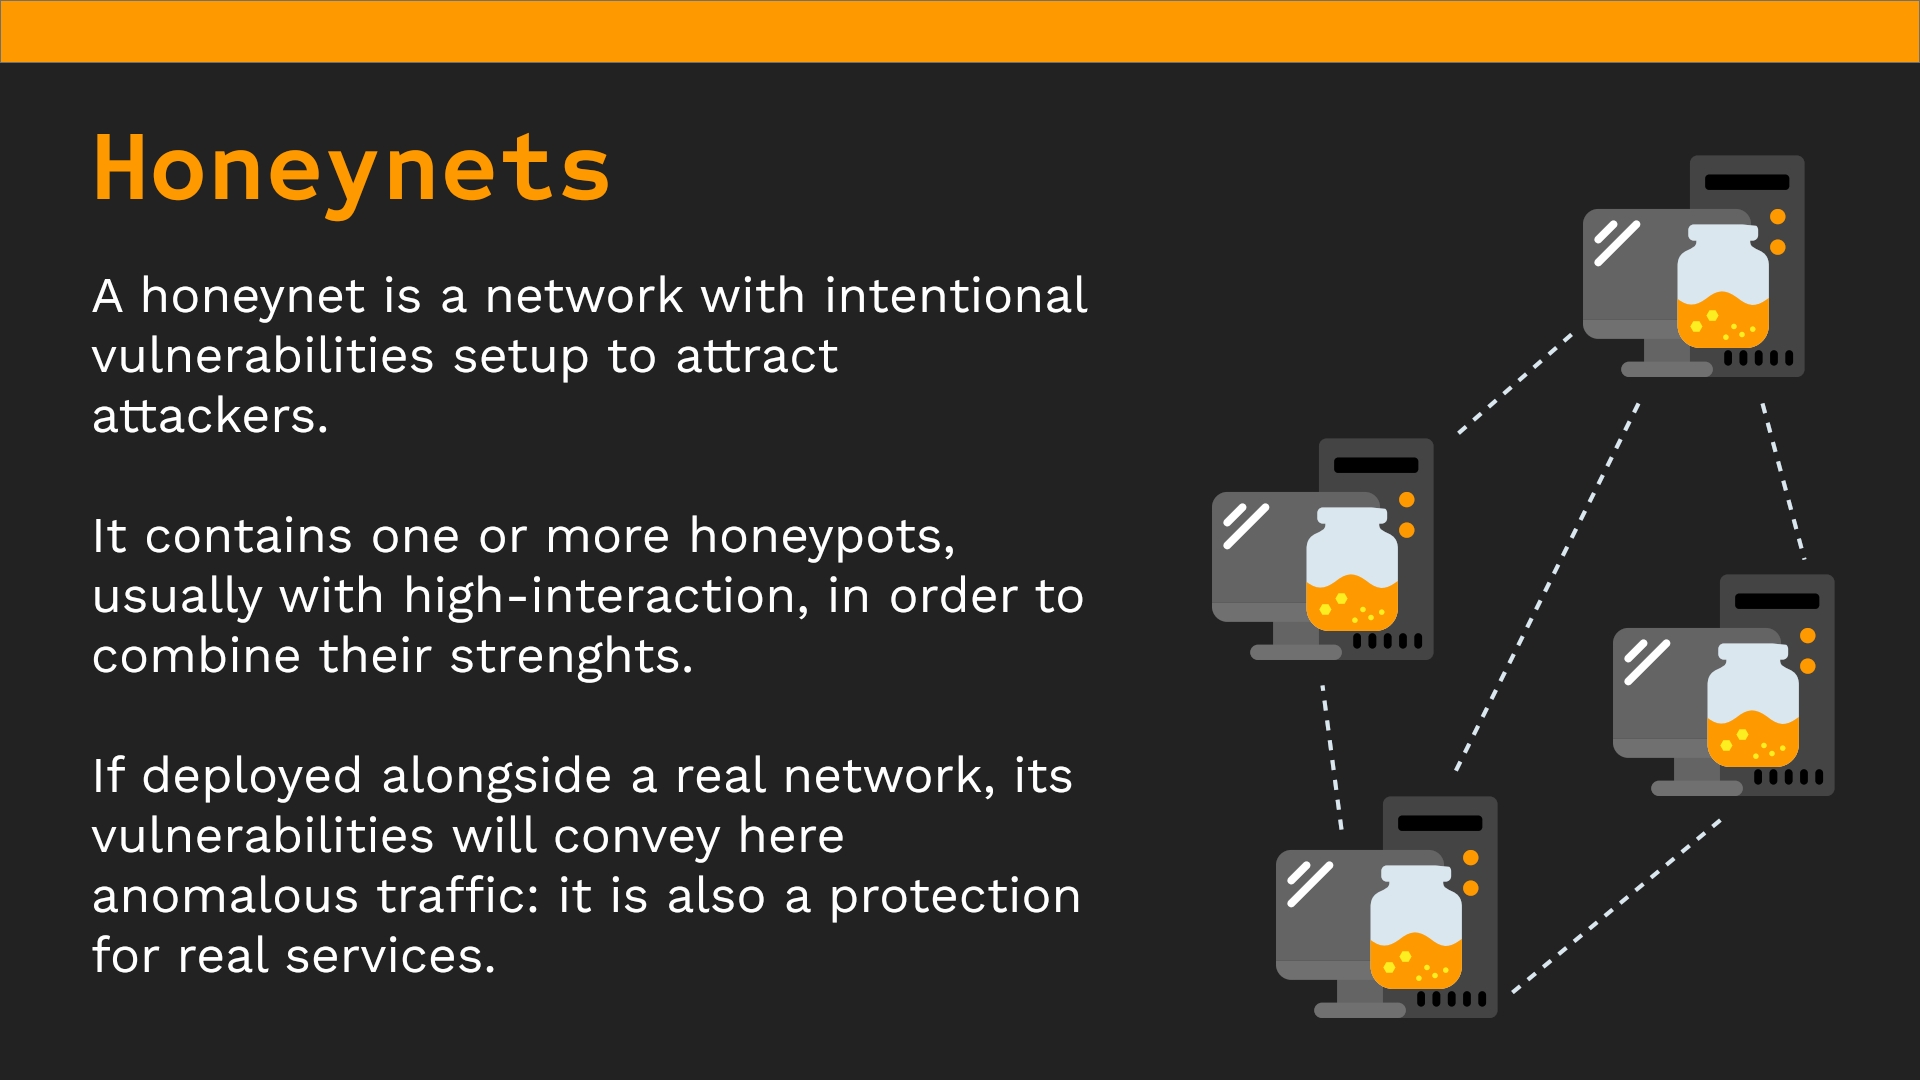 Honeynets
A honeynet is a network with intentional
vulnerabilities setup to attract
attackers.
It contains one or more honeypots,
usually with high-interaction, in order to
combine their strenghts.
If deployed alongside a real network, its
vulnerabilities will convey here
anomalous traffic: it is also a protection
for real services.